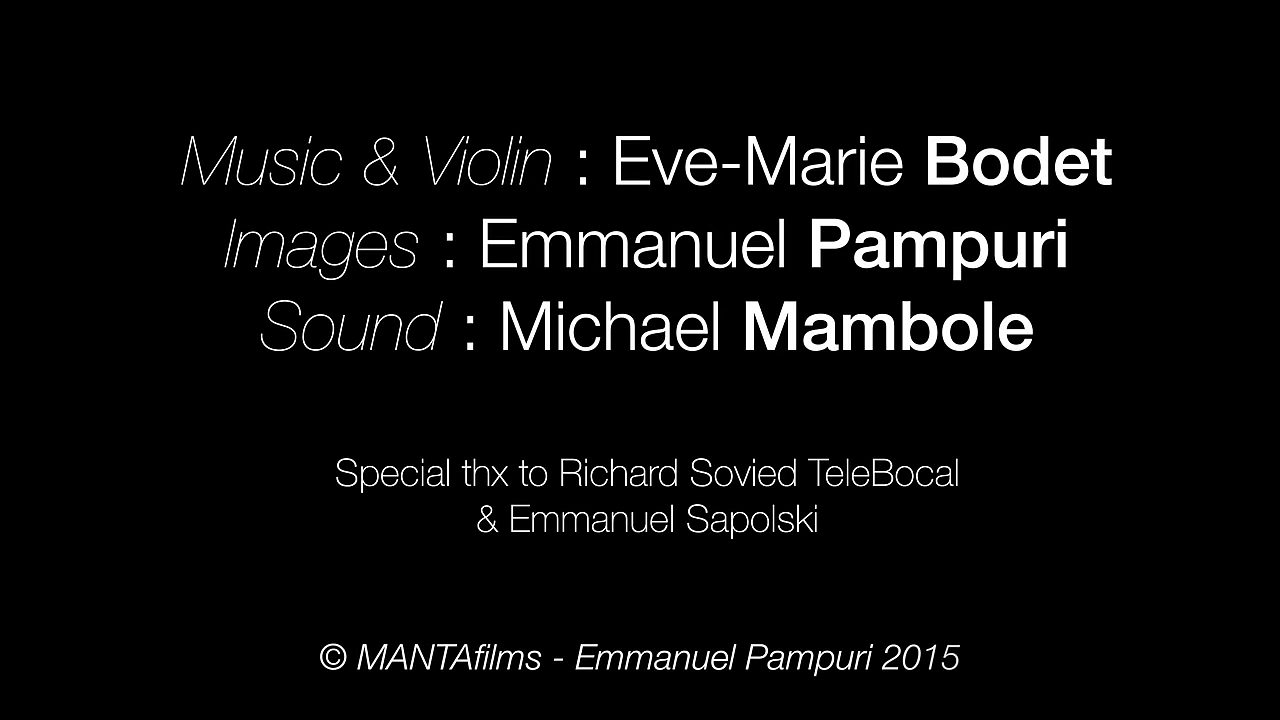 Music & Violin : Eve-Marie Bodet
Images : Emmanuel Pampuri
Sound : Michael Mambole
Special thx to Richard Sovied TeleBocal
& Emmanuel Sapolski
© MANTAfilms - Emmanuel Pampuri 2015